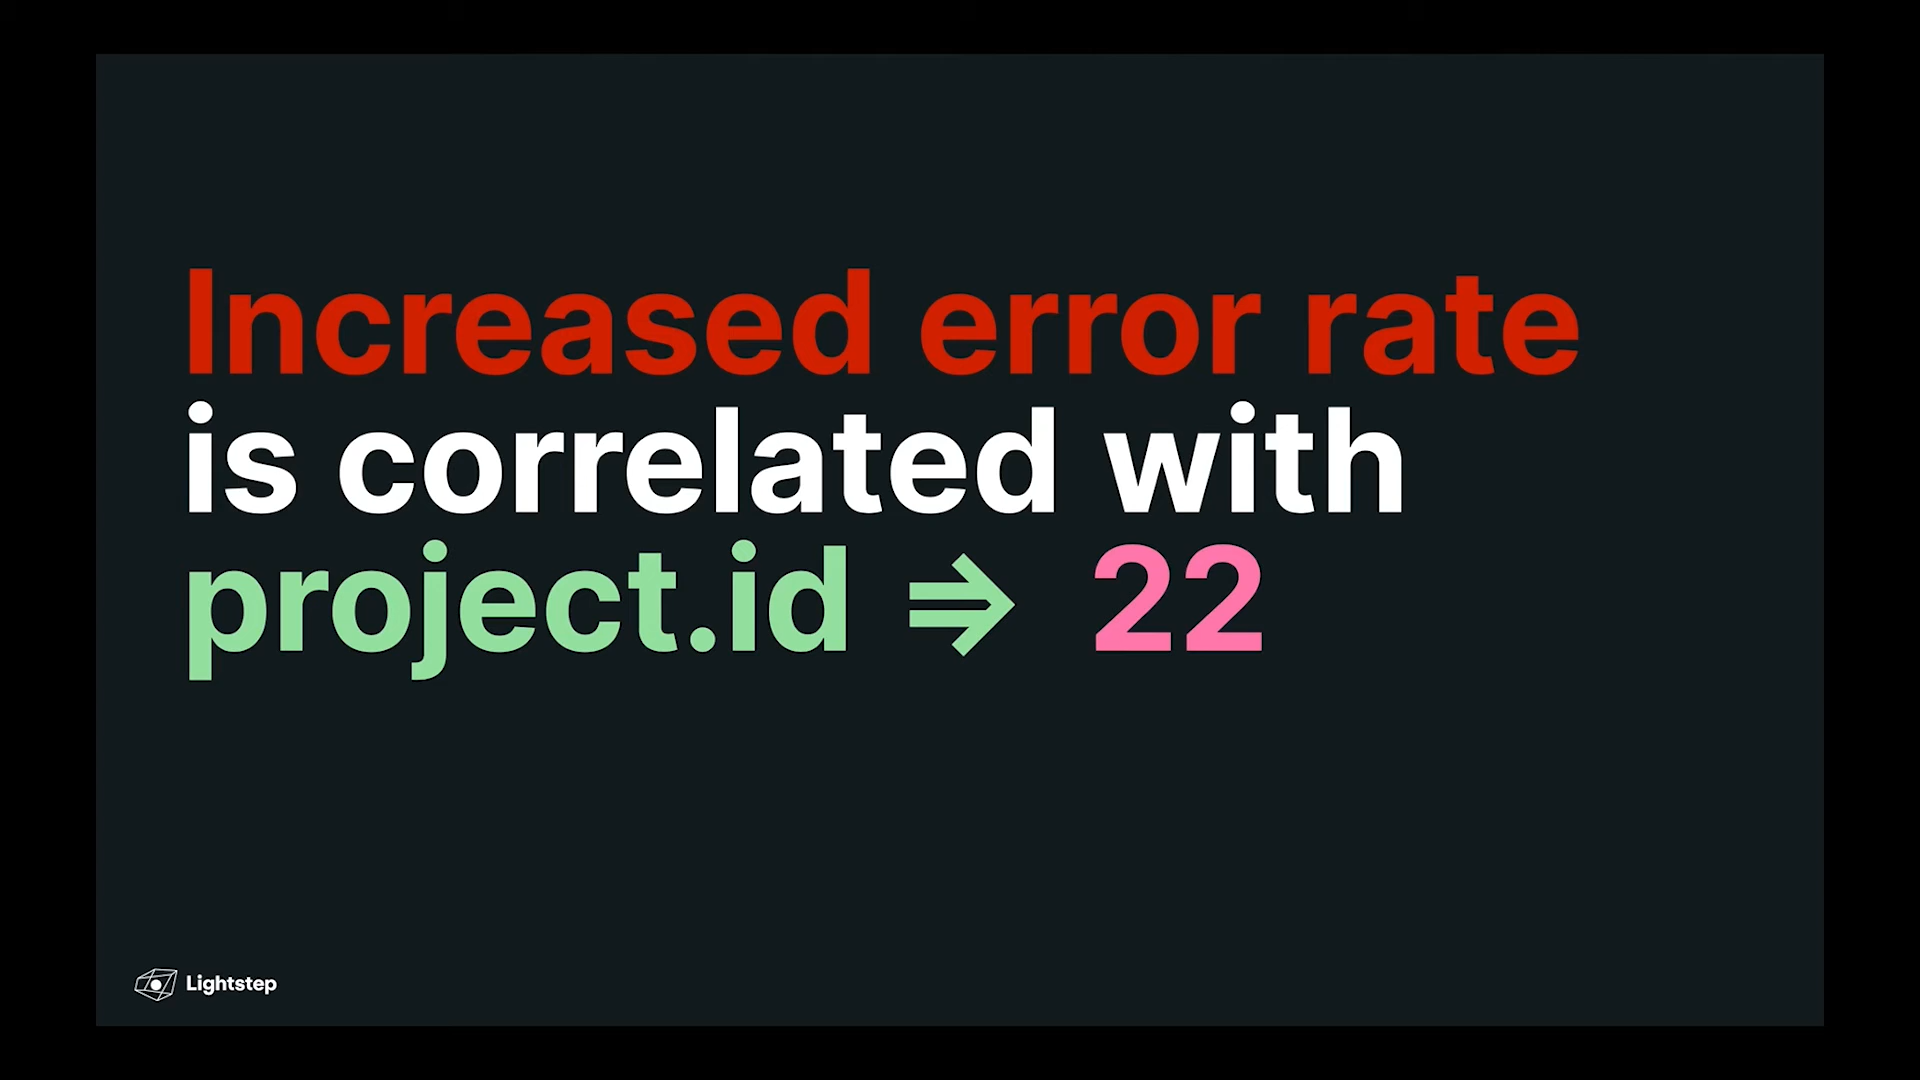 Increased error rate
is correlated with
project.id ⇒ 22
Lightstep